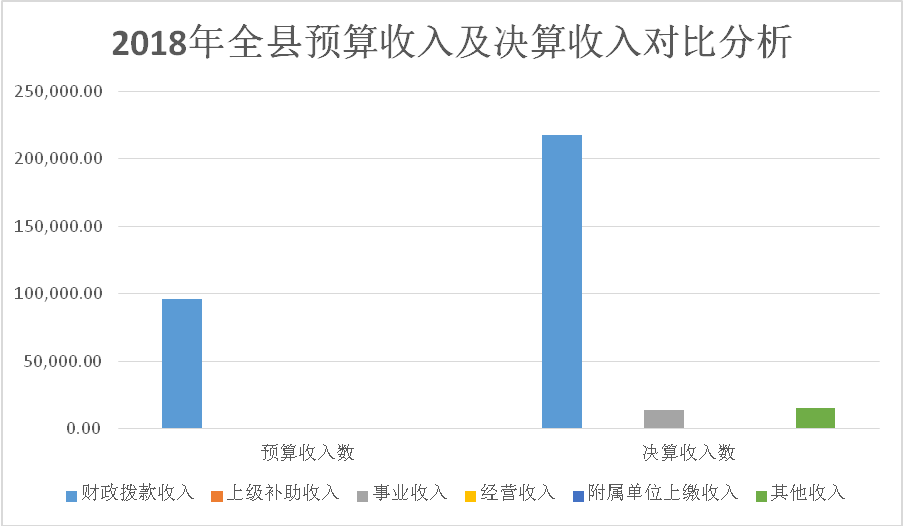 2018年全县预算收入及决算收入对比分析
250,000.00
200,000.00
150,000.00
100,000.00
50,000.00
0.00
预算收入数 决算收入数
财政拨款收入 上级补助收入 事业收入 经营收入 附属单位上缴收入 其他收入